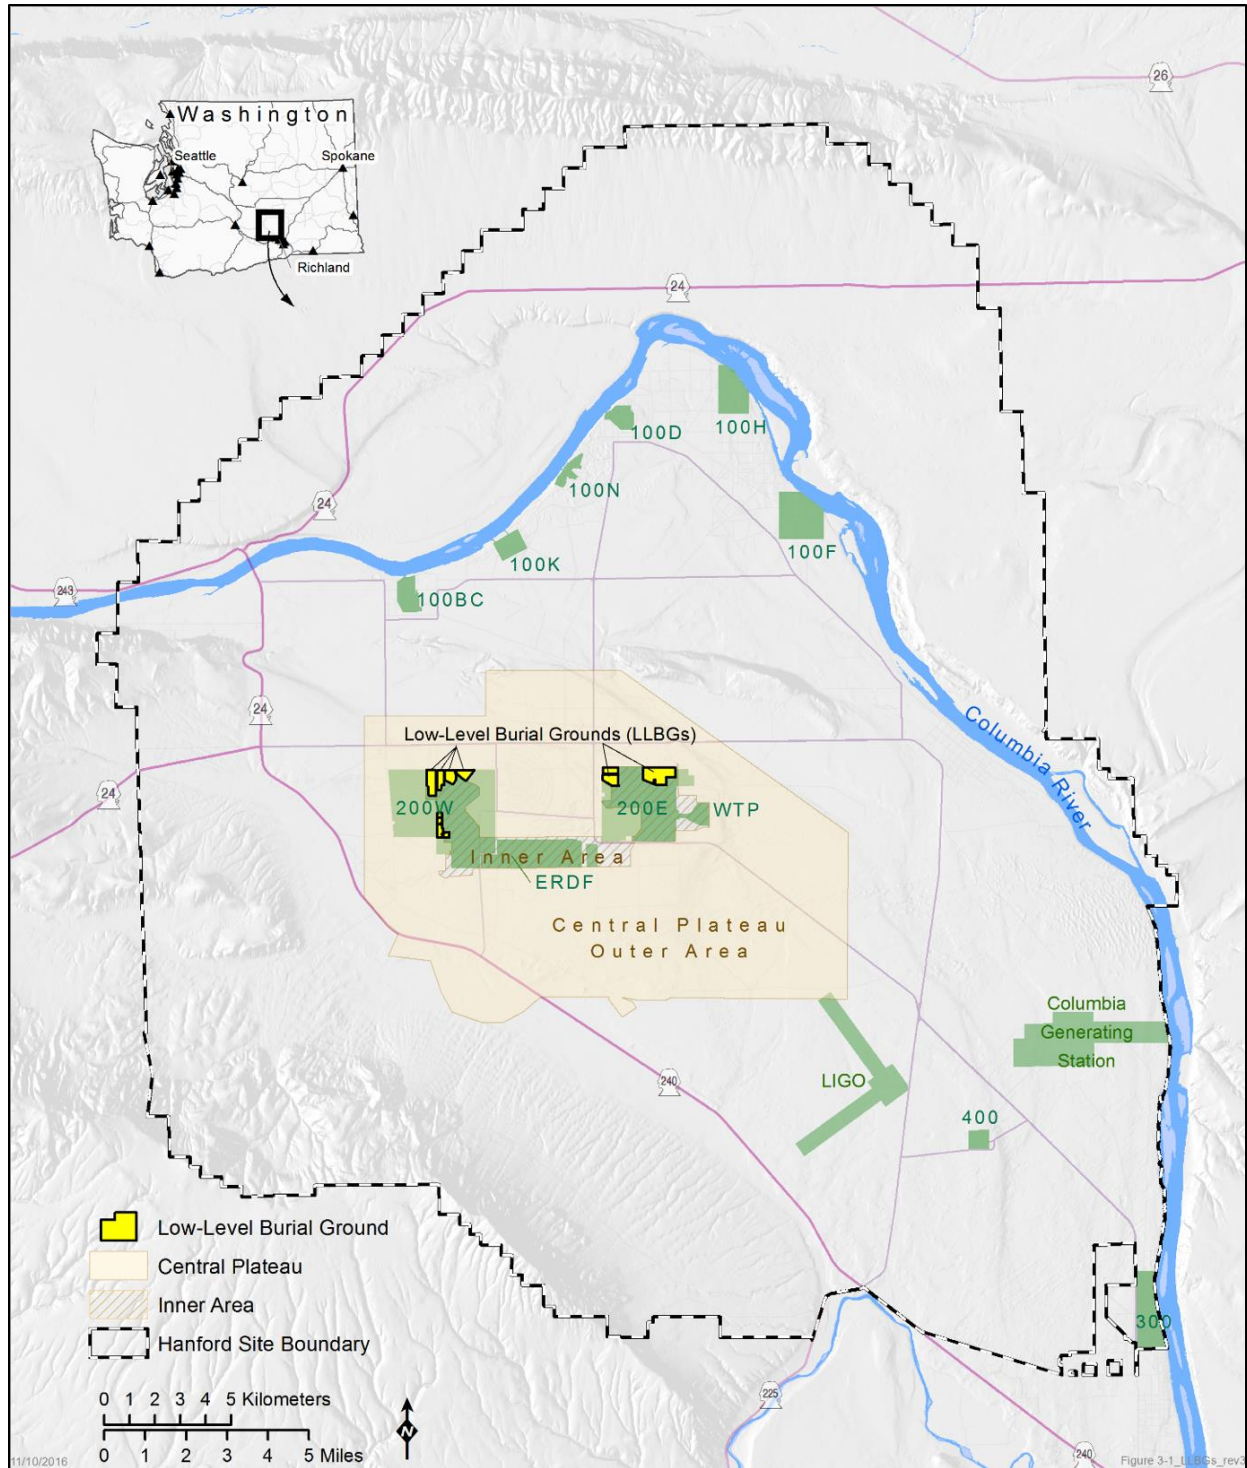 26
Washington
Seattle
Spokane
Richland
24
100D
100H
100N
24
100F
100K
243
100BC
24
Columbia River
Low-Level Burial Grounds (LLBGs)
24
200W
200E
WTP
Inner Area
ERDF
Central Plateau
Outer Area
Columbia
Generating
Station
LIGO
240
400
Low-Level Burial Ground
Central Plateau
Inner Area
Hanford Site Boundary
300
0 1 2 3 4 5 Kilometers
0 1 2 3 4 5 Miles
N
225
240
11/10/2016
Figure 3-1_LLBGs_rev3